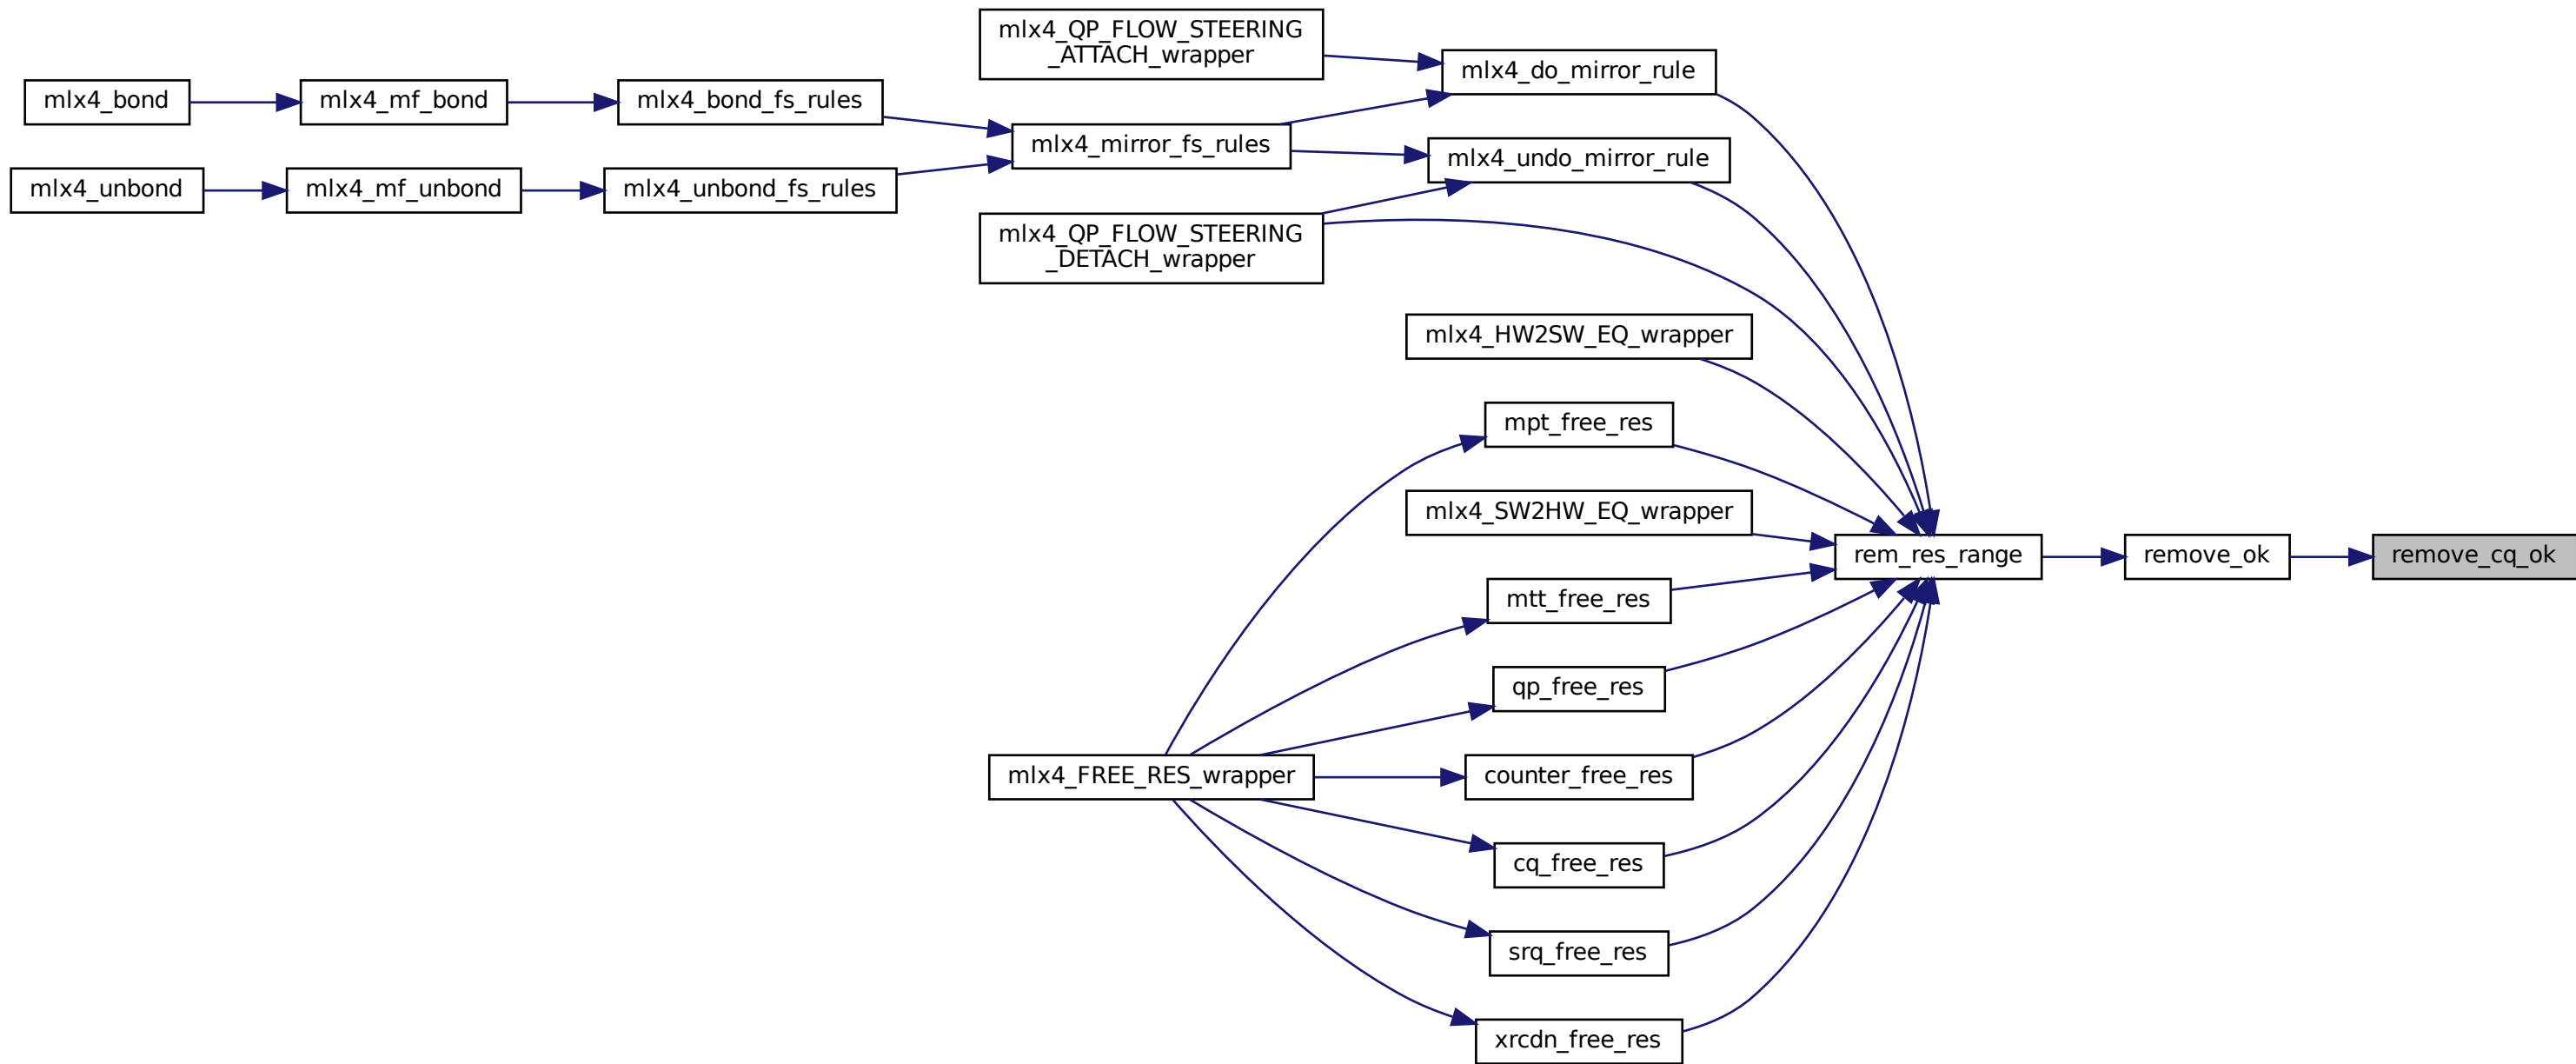 mlx4_QP_FLOW_STEERING
_ATTACH_wrapper
mlx4_do_mirror_rule
mlx4_bond
mlx4_mf_bond
mlx4_bond_fs_rules
mlx4_mirror_fs_rules
mlx4_undo_mirror_rule
mlx4_unbond
mlx4_mf_unbond
mlx4_unbond_fs_rules
mlx4_QP_FLOW_STEERING
_DETACH_wrapper
mlx4_HW2SW_EQ_wrapper
mpt_free_res
mlx4_SW2HW_EQ_wrapper
rem_res_range
remove_ok
remove_cq_ok
mtt_free_res
qp_free_res
mlx4_FREE_RES_wrapper
counter_free_res
cq_free_res
srq_free_res
xrcdn_free_res